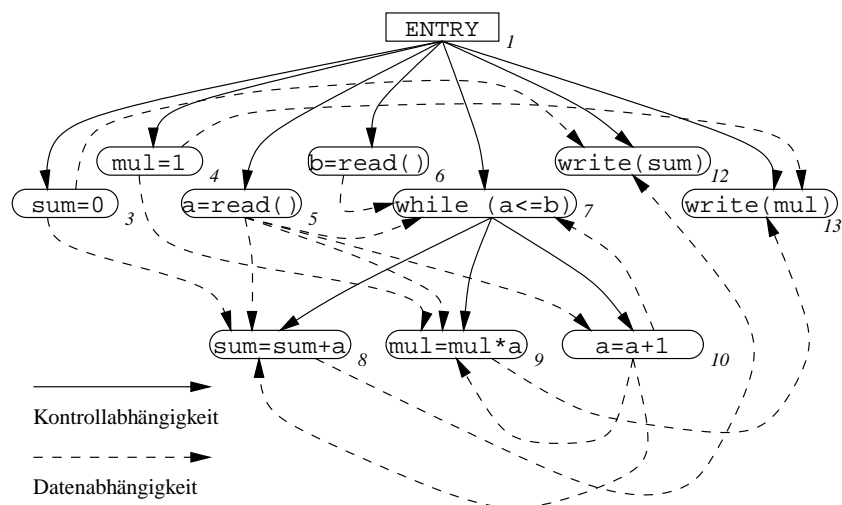 ENTRY
1
mul=1
4
b=read()
6
write(sum)
12
sum=0
3
a=read()
5
while (a<=b)
7
write(mul)
13
sum=sum+a
8
mul=mul*a
9
a=a+1
10
Kontrollabhängigkeit
Datenabhängigkeit